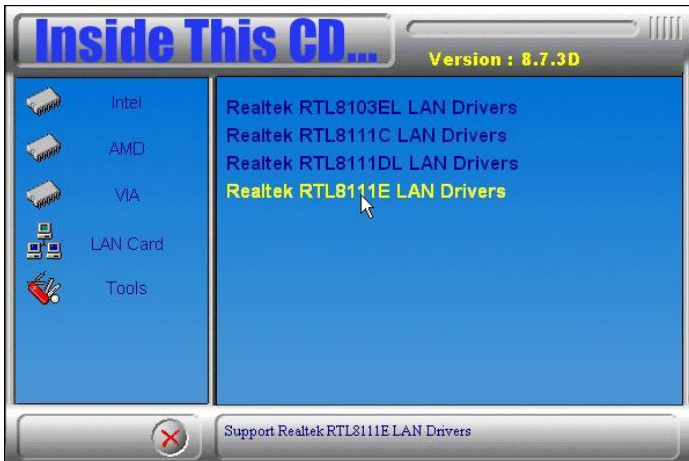 Inside This CD...
Version : 8.7.3D
Intel
AMD
VIA
LAN Card
Tools
Realtek RTL8103EL LAN Drivers
Realtek RTL8111C LAN Drivers
Realtek RTL8111DL LAN Drivers
Realtek RTL8111E LAN Drivers
Support Realtek RTL8111E LAN Drivers